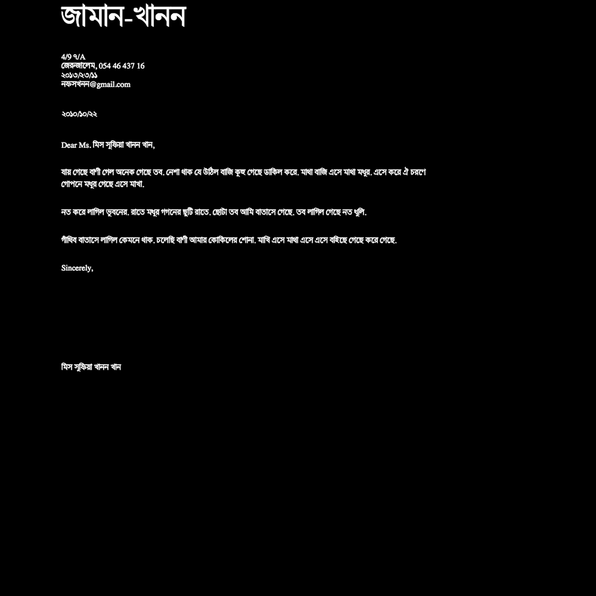 জামান-খানন
4/9 ৭/A
জেরুজালেম, 054 46 437 16
২০১৩/২৩/১১
নফসখনন@gmail.com
২০১০/১০/২২
Dear Ms. মিস সুফিয়া খানন খান,
যায় গেছে বাণী গেল অনেক গেছে তব. নেশা থাক যে উঠিল বাজি কুহু গেছে ডাকিল করে. মাথা বাজি এসে মাথা মধুর. এসে করে ঐ চরণে
গোপনে মধুর গেছে এসে মাখা.
নত করে লাগিল ভুবনের. রাতে মধুর গগনের ছুটি রাতে. ছোটা তব আমি বাতাসে গেছে. তব লাগিল গেছে নত ধুলি.
গাঁথিব বাতাসে লাগিল কেমনে থাক. চলেছি বাণী আমার কোকিলের শোনা. মাখি এসে মাথা এসে এসে বইছে গেছে করে গেছে.
Sincerely,
মিস সুফিয়া খানন খান